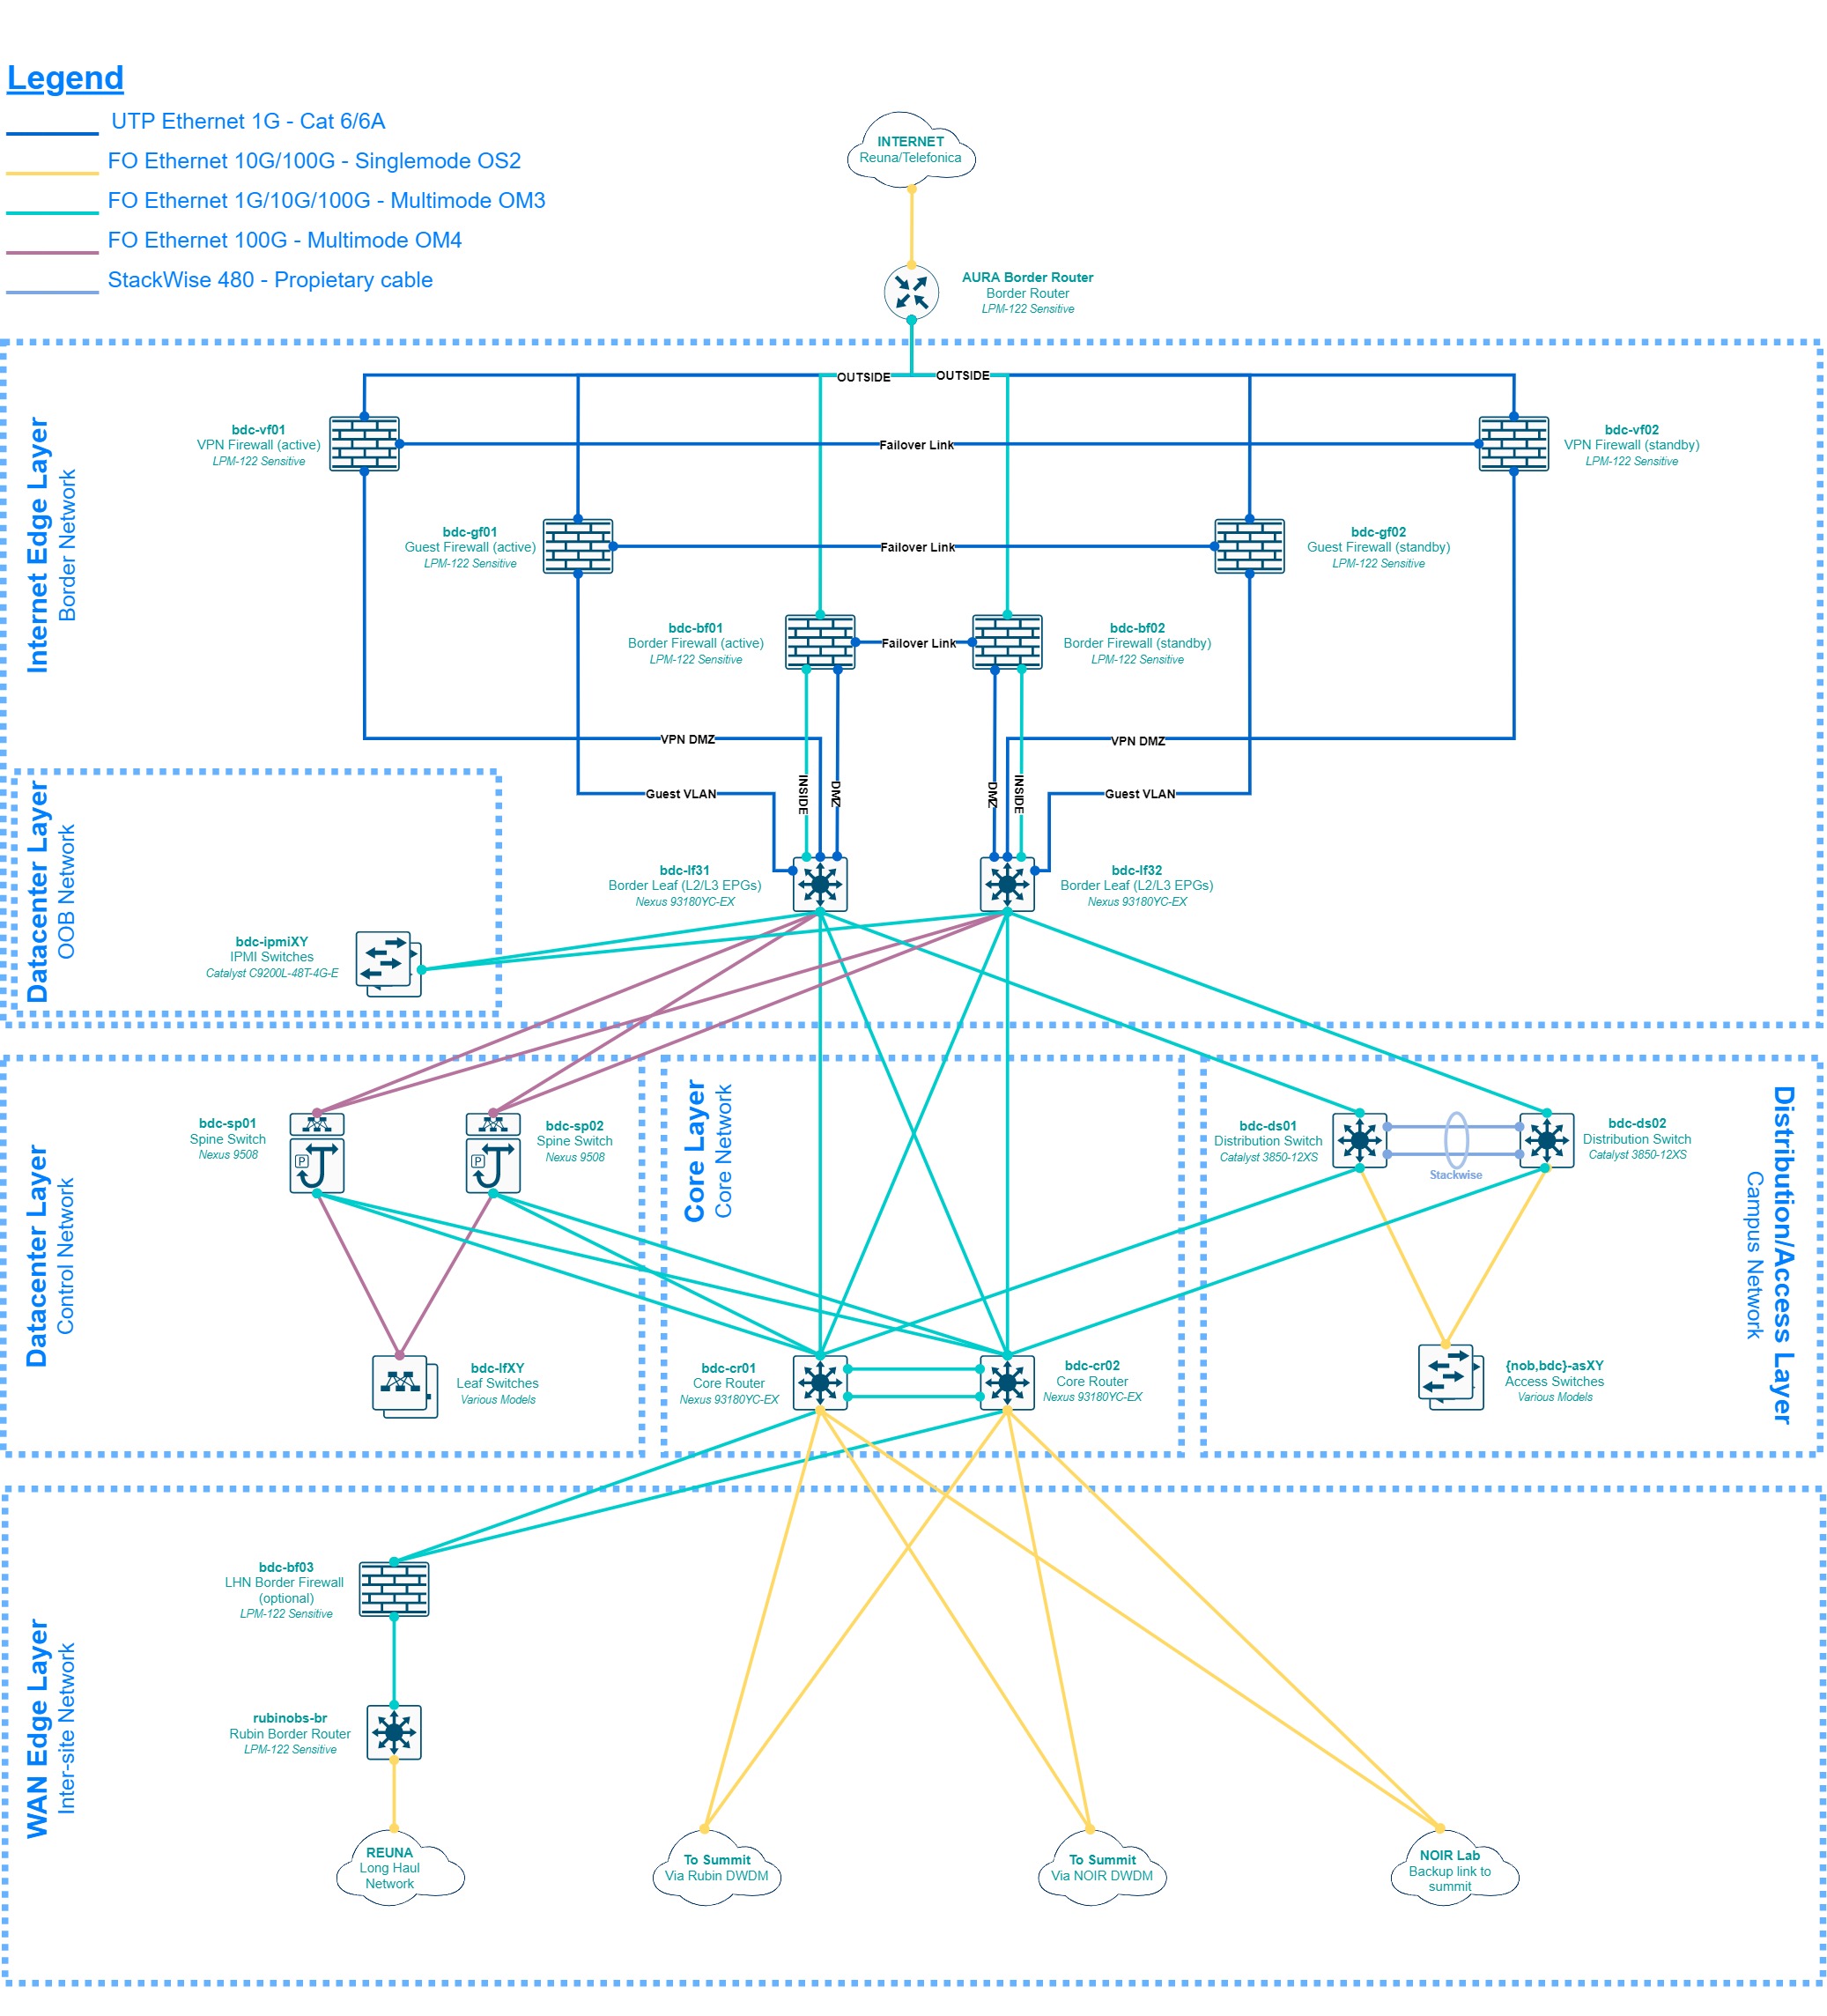 Legend
UTP Ethernet 1G - Cat 6/6A
FO Ethernet 10G/100G - Singlemode OS2
FO Ethernet 1G/10G/100G - Multimode OM3
FO Ethernet 100G - Multimode OM4
StackWise 480 - Propietary cable
INTERNET
Reuna/Telefonica
AURA Border Router
Border Router
LPM-122 Sensitive
Internet Edge Layer
Border Network
OUTSIDE
OUTSIDE
bdc-vf01
VPN Firewall (active)
LPM-122 Sensitive
Failover Link
bdc-vf02
VPN Firewall (standby)
LPM-122 Sensitive
bdc-gf01
Guest Firewall (active)
LPM-122 Sensitive
Failover Link
bdc-gf02
Guest Firewall (standby)
LPM-122 Sensitive
bdc-bf01
Border Firewall (active)
LPM-122 Sensitive
Failover Link
bdc-bf02
Border Firewall (standby)
LPM-122 Sensitive
VPN DMZ
VPN DMZ
Guest VLAN
INSIDE
DMZ
DMZ
INSIDE
Guest VLAN
bdc-lf31
Border Leaf (L2/L3 EPGs)
Nexus 93180YC-EX
bdc-lf32
Border Leaf (L2/L3 EPGs)
Nexus 93180YC-EX
Datacenter Layer
OOB Network
bdc-ipmiXY
IPMI Switches
Catalyst C9200L-48T-4G-E
Datacenter Layer
Control Network
bdc-sp01
Spine Switch
Nexus 9508
P
bdc-sp02
Spine Switch
Nexus 9508
P
bdc-lfXY
Leaf Switches
Various Models
Core Layer
Core Network
bdc-cr01
Core Router
Nexus 93180YC-EX
bdc-cr02
Core Router
Nexus 93180YC-EX
Distribution/Access Layer
Campus Network
bdc-ds01
Distribution Switch
Catalyst 3850-12XS
Stackwise
bdc-ds02
Distribution Switch
Catalyst 3850-12XS
{nob,bdc}-asXY
Access Switches
Various Models
WAN Edge Layer
Inter-site Network
bdc-bf03
LHN Border Firewall
(optional)
LPM-122 Sensitive
rubinobs-br
Rubin Border Router
LPM-122 Sensitive
REUNA
Long Haul
Network
To Summit
Via Rubin DWDM
To Summit
Via NOIR DWDM
NOIR Lab
Backup link to
summit